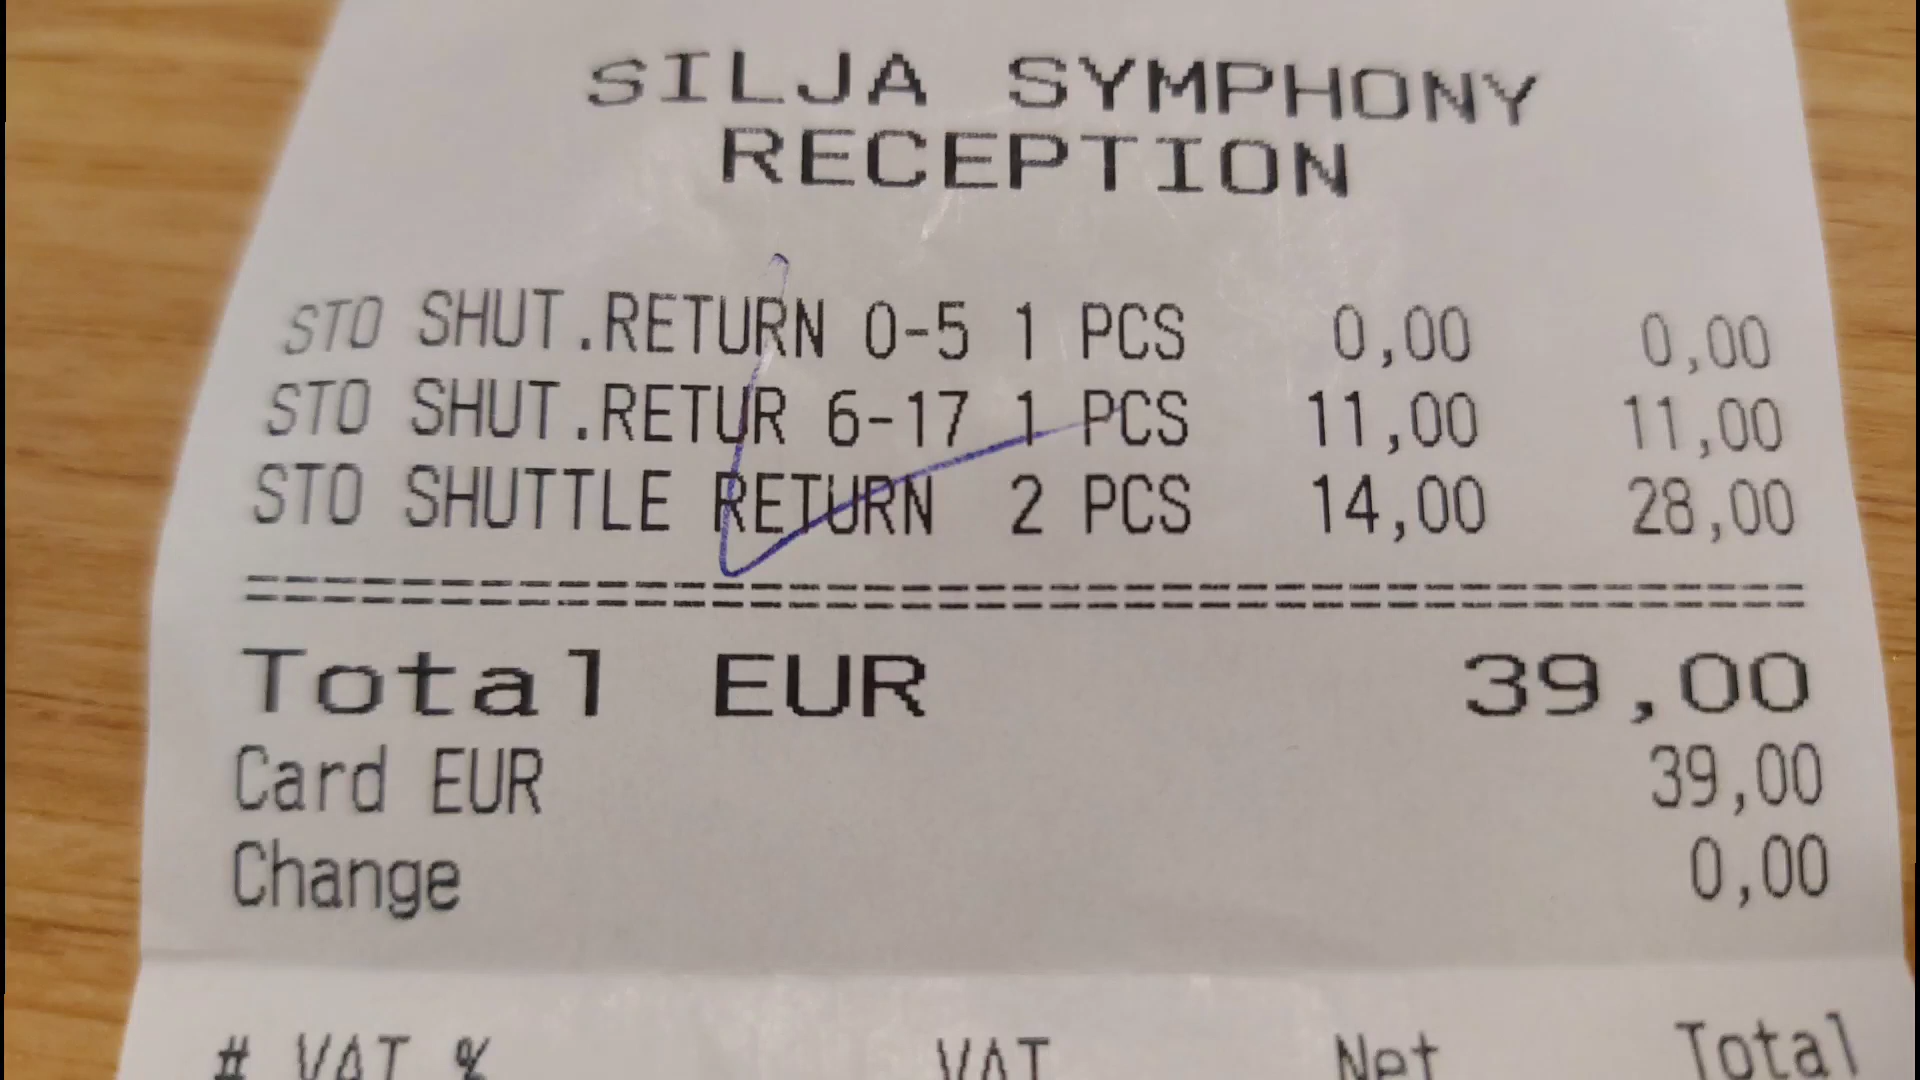 SILJA SYMPHONY
RECEPTION
STO SHUT.RETURN 0-5 1 PCS 0,00 0,00
STO SHUT.RETUR 6-17 1 PCS 11,00 11,00
STO SHUTTLE RETURN 2 PCS 14,00 28,00
========================================
Total EUR 39,00
Card EUR 39,00
Change 0,00
# VAT % VAT Net Total